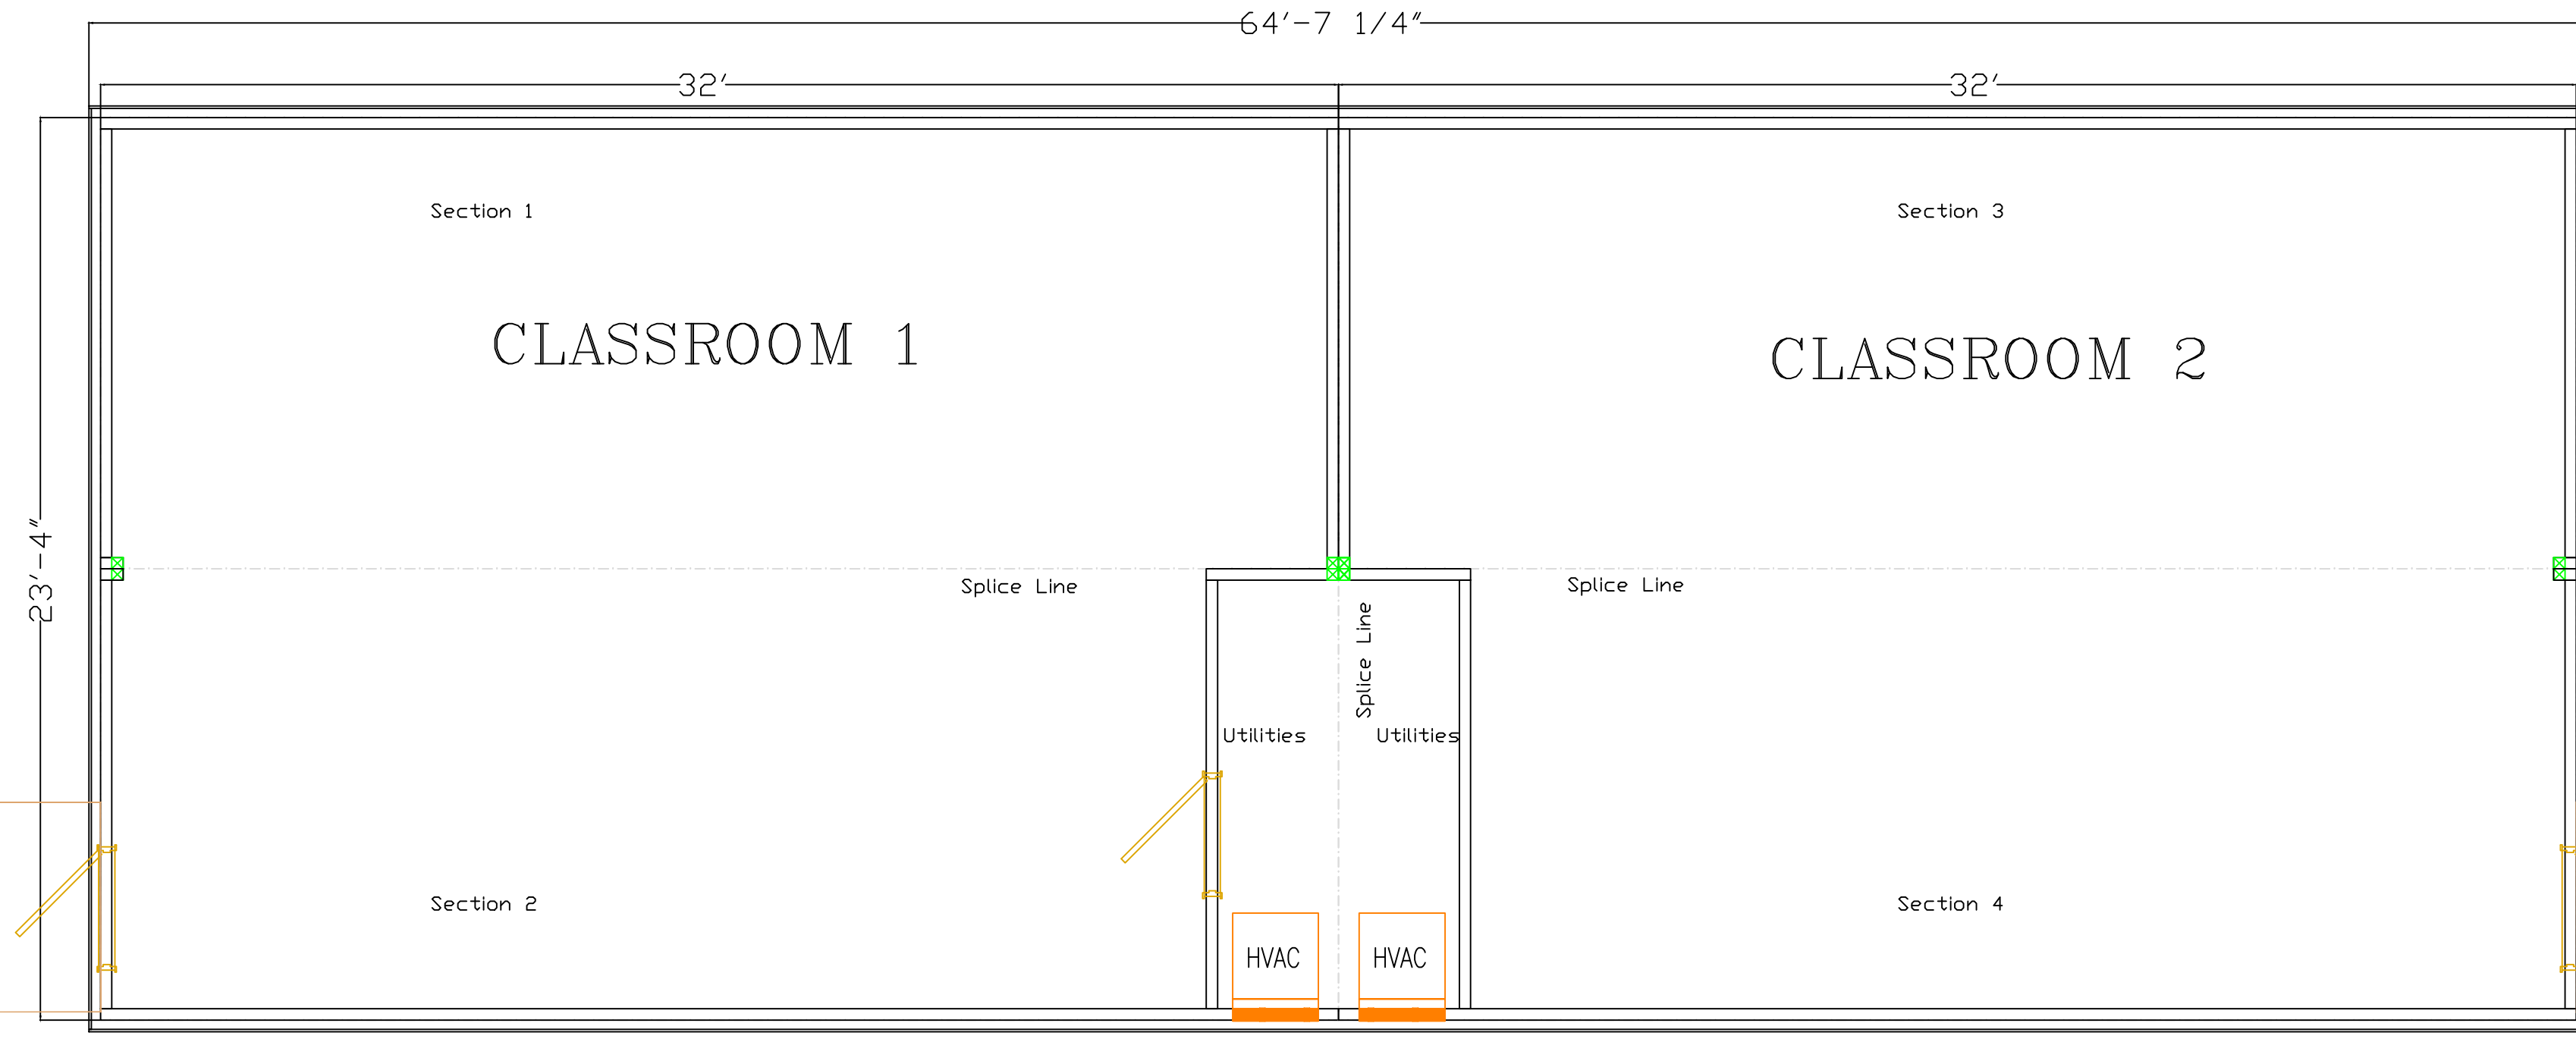 64'-7 1/4"
32'
32'
Section 1
Section 3
CLASSROOM 1
CLASSROOM 2
23'-4"
Splice Line
Splice Line
Splice Line
Utilities
Utilities
Section 2
Section 4
HVAC
HVAC